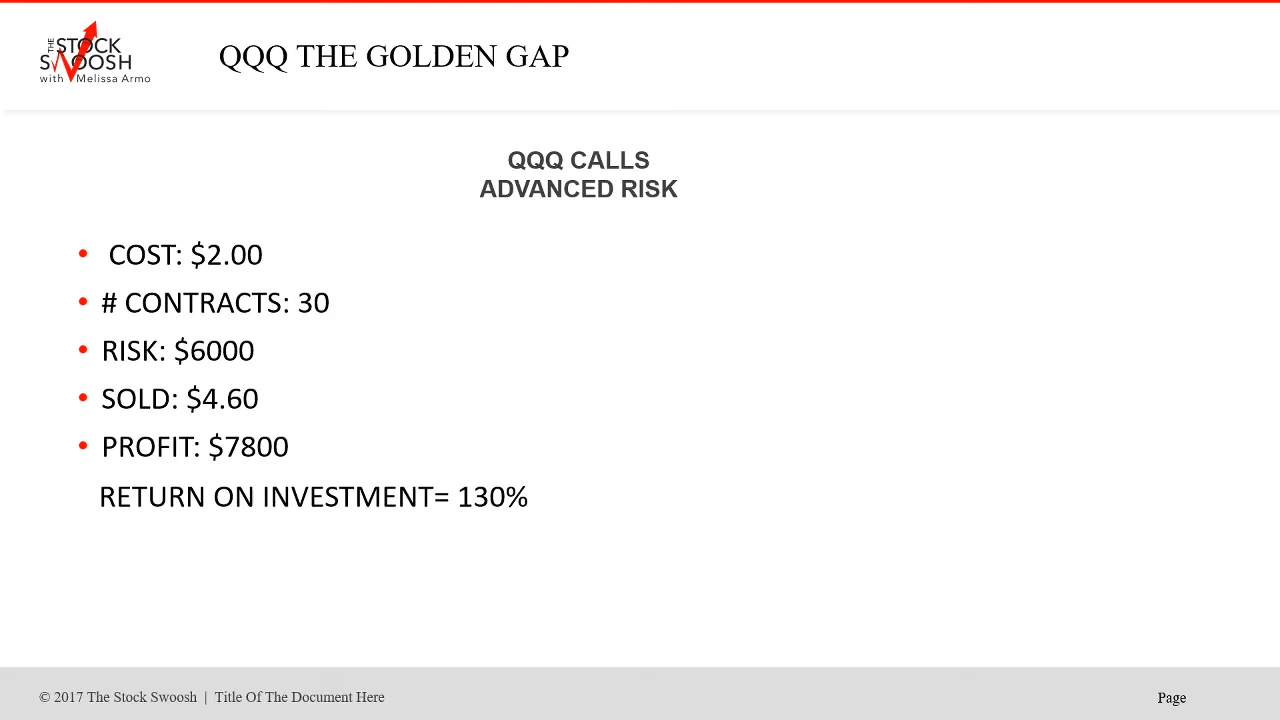 THE
STOCK
SWOOSH
with Melissa Armo
QQQ THE GOLDEN GAP
QQQ CALLS
ADVANCED RISK
• COST: $2.00
• # CONTRACTS: 30
• RISK: $6000
• SOLD: $4.60
• PROFIT: $7800
RETURN ON INVESTMENT= 130%
© 2017 The Stock Swoosh | Title Of The Document Here
Page